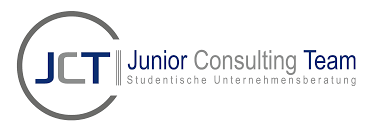 JCT
Junior Consulting Team
Studentische Unternehmensberatung